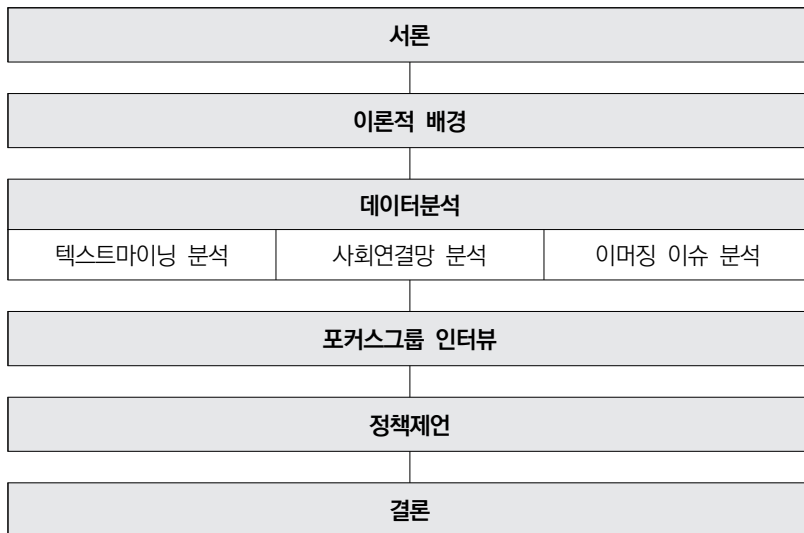 서론
이론적 배경
데이터분석
텍스트마이닝 분석 사회연결망 분석 이머징 이슈 분석
포커스그룹 인터뷰
정책제언
결론